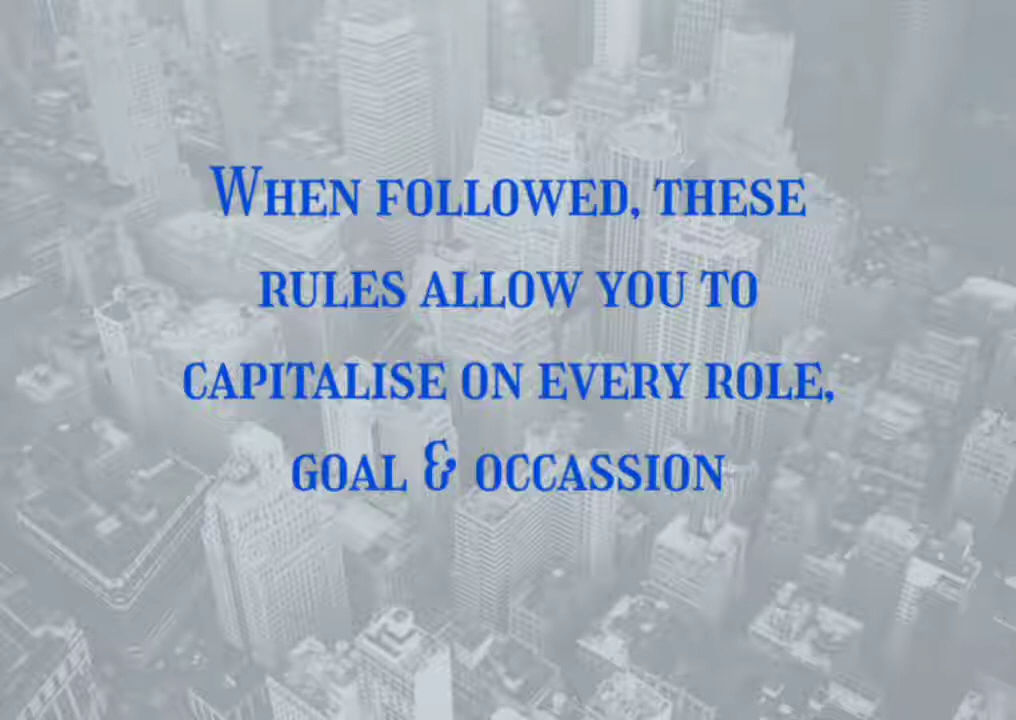 When followed, these
rules allow you to
capitalise on every role,
goal & occassion